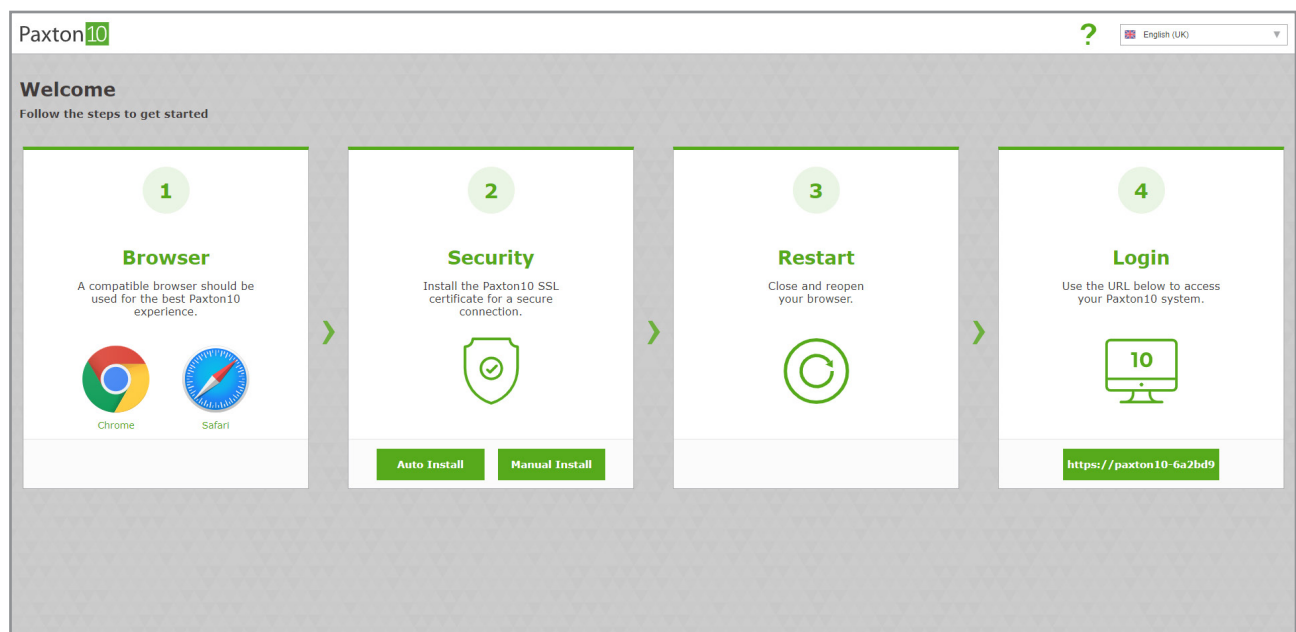 Paxton10
?
English (UK)
Welcome
Follow the steps to get started
1
Browser
A compatible browser should be
used for the best Paxton10
experience.
Chrome
Safari
2
Security
Install the Paxton10 SSL
certificate for a secure
connection.
Auto Install
Manual Install
3
Restart
Close and reopen
your browser.
4
Login
Use the URL below to access
your Paxton10 system.
10
https://paxton10-6a2bd9